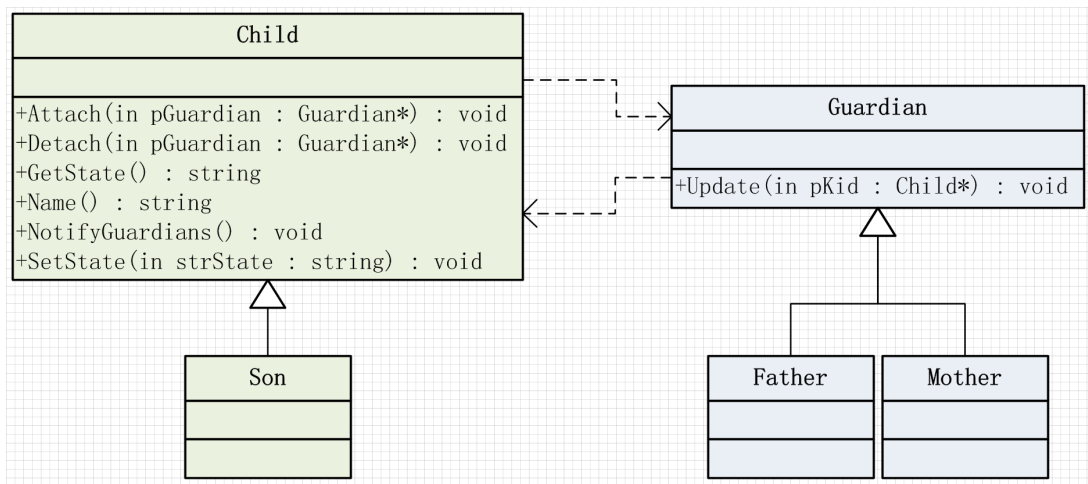 Child
+Attach(in pGuardian : Guardian*) : void
+Detach(in pGuardian : Guardian*) : void
+GetState() : string
+Name() : string
+NotifyGuardians() : void
+SetState(in strState : string) : void
Guardian
+Update(in pKid : Child*) : void
Son
Father
Mother